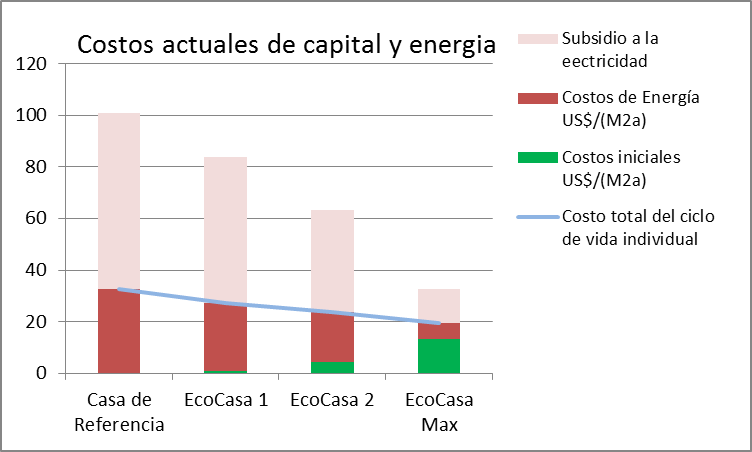 Costos actuales de capital y energia
120
100
80
60
40
20
0
Casa de
Referencia
EcoCasa 1
EcoCasa 2
EcoCasa
Max
Subsidio a la
eectricidad
Costos de Energía
US$/(M2a)
Costos iniciales
US$/(M2a)
Costo total del ciclo
de vida individual